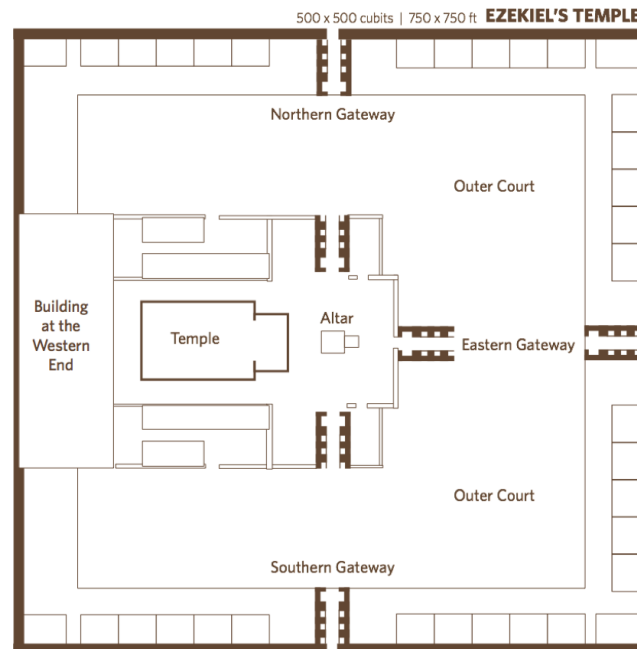 500 x 500 cubits | 750 x 750 ft EZEKIEL'S TEMPLE
Northern Gateway
Outer Court
Building
at the
Western
End
Temple
Altar
Eastern Gateway
Outer Court
Southern Gateway